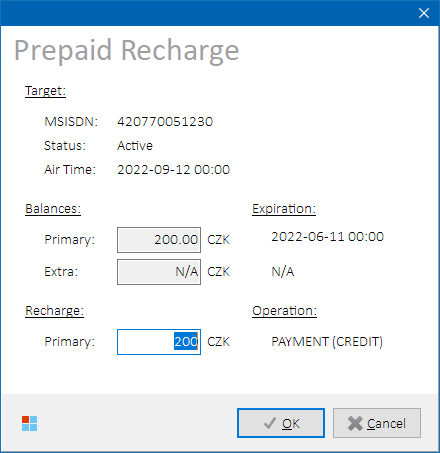 Prepaid Recharge
Target:
MSISDN: 420770051230
Status: Active
Air Time: 2022-09-12 00:00
Balances: Expiration:
Primary: 200.00 CZK 2022-06-11 00:00
Extra: N/A CZK N/A
Recharge: Operation:
Primary: 200 CZK PAYMENT (CREDIT)
OK Cancel